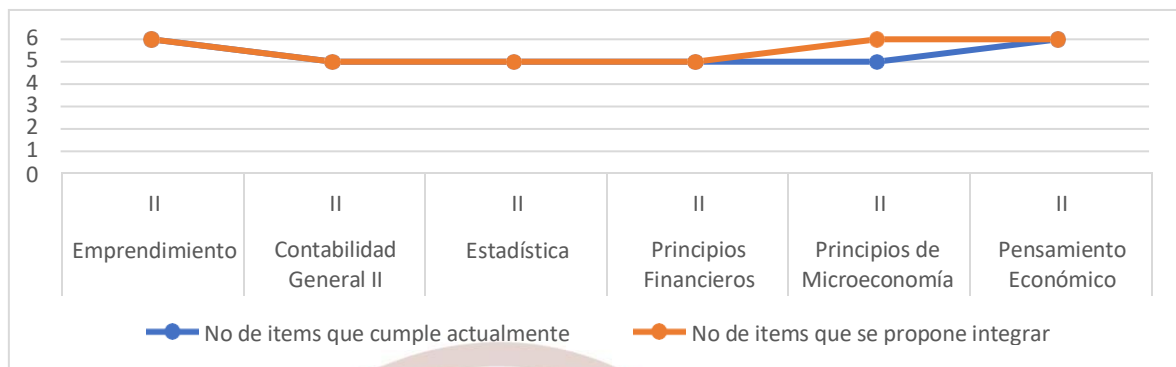 6
5
4
3
2
1
0
II II II II II II
Emprendimiento Contabilidad General II Estadística Principios Financieros Principios de Microeconomía Pensamiento Económico
No de items que cumple actualmente No de items que se propone integrar